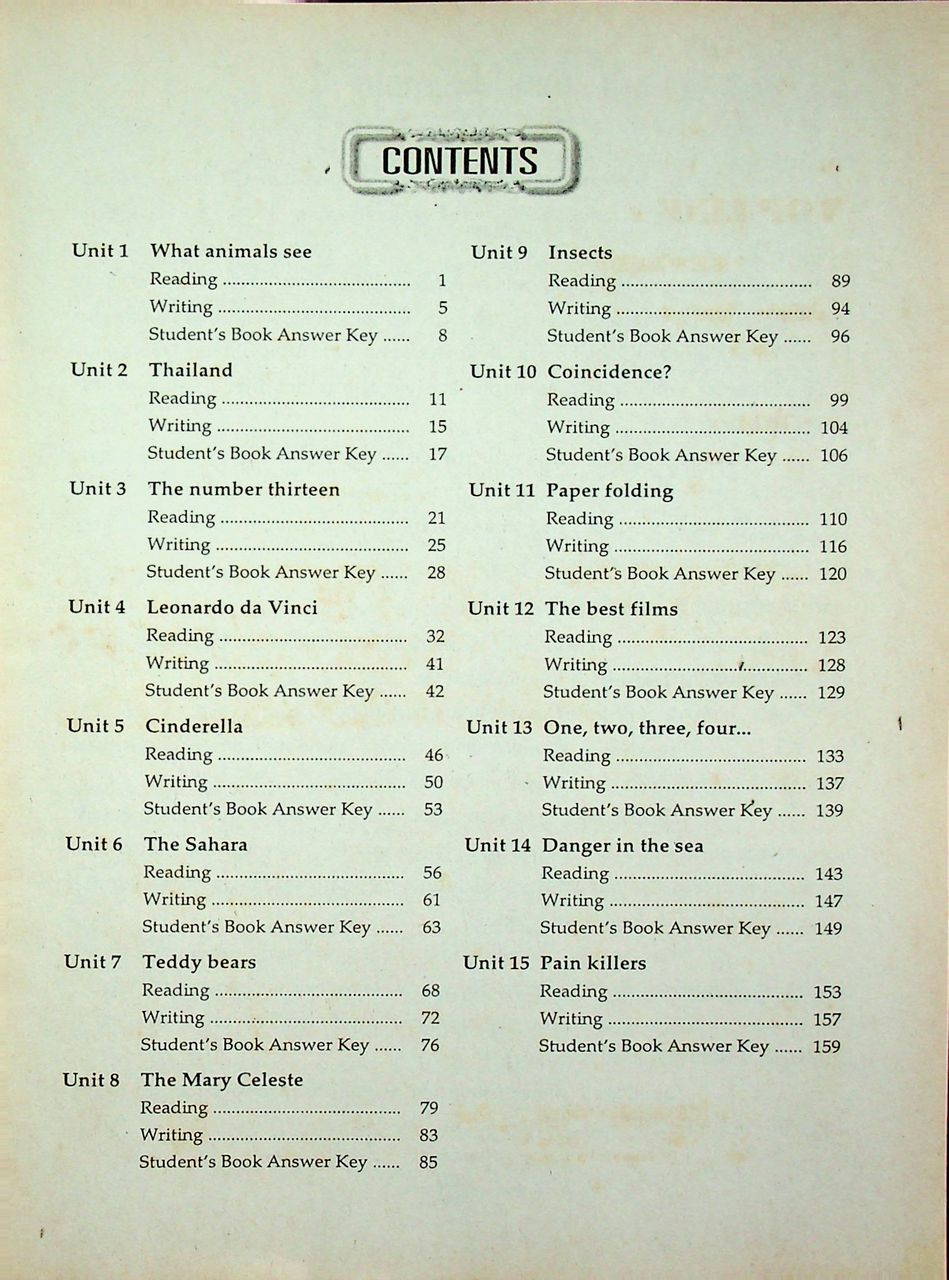 CONTENTS
Unit 1 What animals see
Reading ........................................ 1
Writing ......................................... 5
Student's Book Answer Key ...... 8
Unit 2 Thailand
Reading ........................................ 11
Writing ......................................... 15
Student's Book Answer Key ...... 17
Unit 3 The number thirteen
Reading ........................................ 21
Writing ......................................... 25
Student's Book Answer Key ...... 28
Unit 4 Leonardo da Vinci
Reading ........................................ 32
Writing ......................................... 41
Student's Book Answer Key ...... 42
Unit 5 Cinderella
Reading ........................................ 46
Writing ......................................... 50
Student's Book Answer Key ...... 53
Unit 6 The Sahara
Reading ........................................ 56
Writing ......................................... 61
Student's Book Answer Key ...... 63
Unit 7 Teddy bears
Reading ........................................ 68
Writing ......................................... 72
Student's Book Answer Key ...... 76
Unit 8 The Mary Celeste
Reading ........................................ 79
Writing ......................................... 83
Student's Book Answer Key ...... 85
Unit 9 Insects
Reading ........................................ 89
Writing ......................................... 94
Student's Book Answer Key ...... 96
Unit 10 Coincidence?
Reading ........................................ 99
Writing ......................................... 104
Student's Book Answer Key ...... 106
Unit 11 Paper folding
Reading ........................................ 110
Writing ......................................... 116
Student's Book Answer Key ...... 120
Unit 12 The best films
Reading ........................................ 123
Writing ......................................... 128
Student's Book Answer Key ...... 129
Unit 13 One, two, three, four...
Reading ........................................ 133
Writing ......................................... 137
Student's Book Answer Key ...... 139
Unit 14 Danger in the sea
Reading ........................................ 143
Writing ......................................... 147
Student's Book Answer Key ...... 149
Unit 15 Pain killers
Reading ........................................ 153
Writing ......................................... 157
Student's Book Answer Key ...... 159